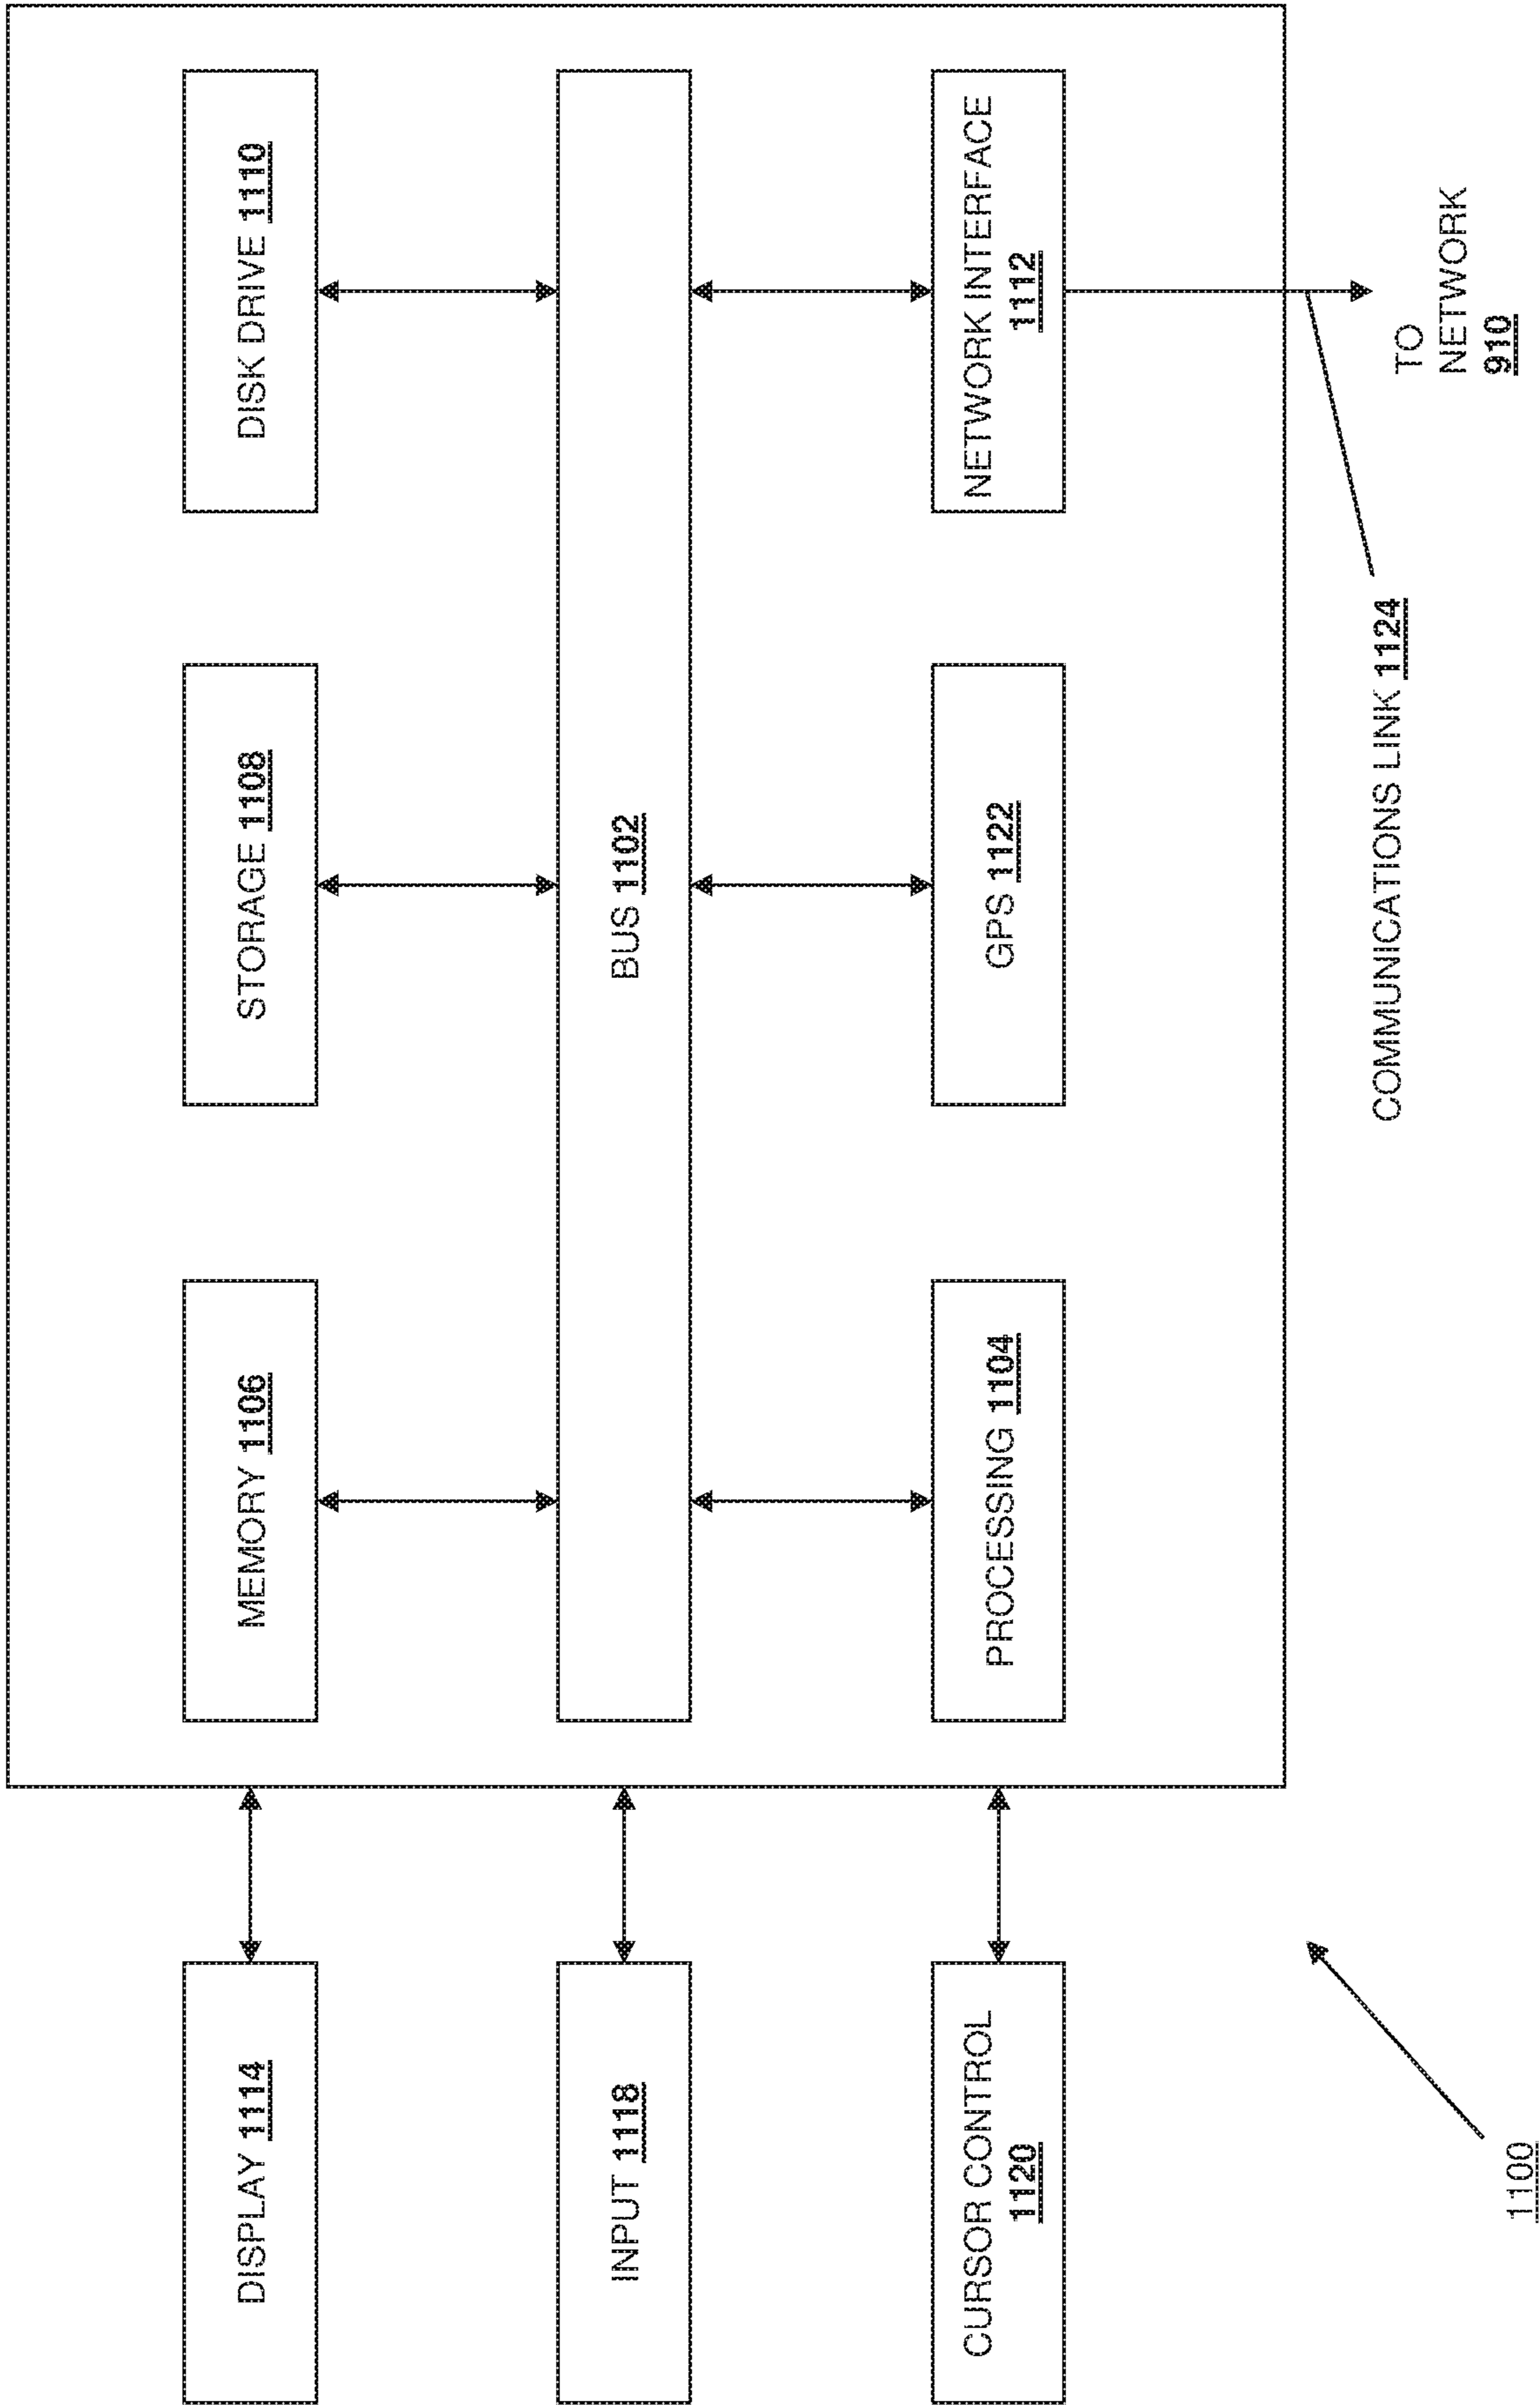 DISPLAY 1114
MEMORY 1106
STORAGE 1108
DISK DRIVE 1110
INPUT 1118
BUS 1102
CURSOR CONTROL
1120
PROCESSING 1104
GPS 1122
NETWORK INTERFACE
1112
COMMUNICATIONS LINK 1124
TO
NETWORK
910
1100